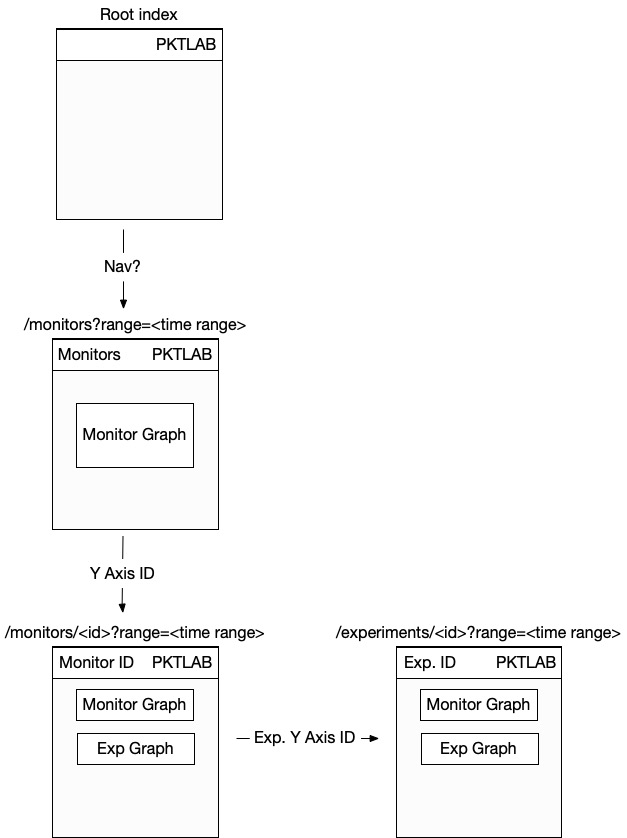 Root index
PKTLAB
Nav?
/monitors?range=<time range>
Monitors PKTLAB
Monitor Graph
Y Axis ID
/monitors/<id>?range=<time range>
Monitor ID PKTLAB
Monitor Graph
Exp Graph
Exp. Y Axis ID
/experiments/<id>?range=<time range>
Exp. ID PKTLAB
Monitor Graph
Exp Graph